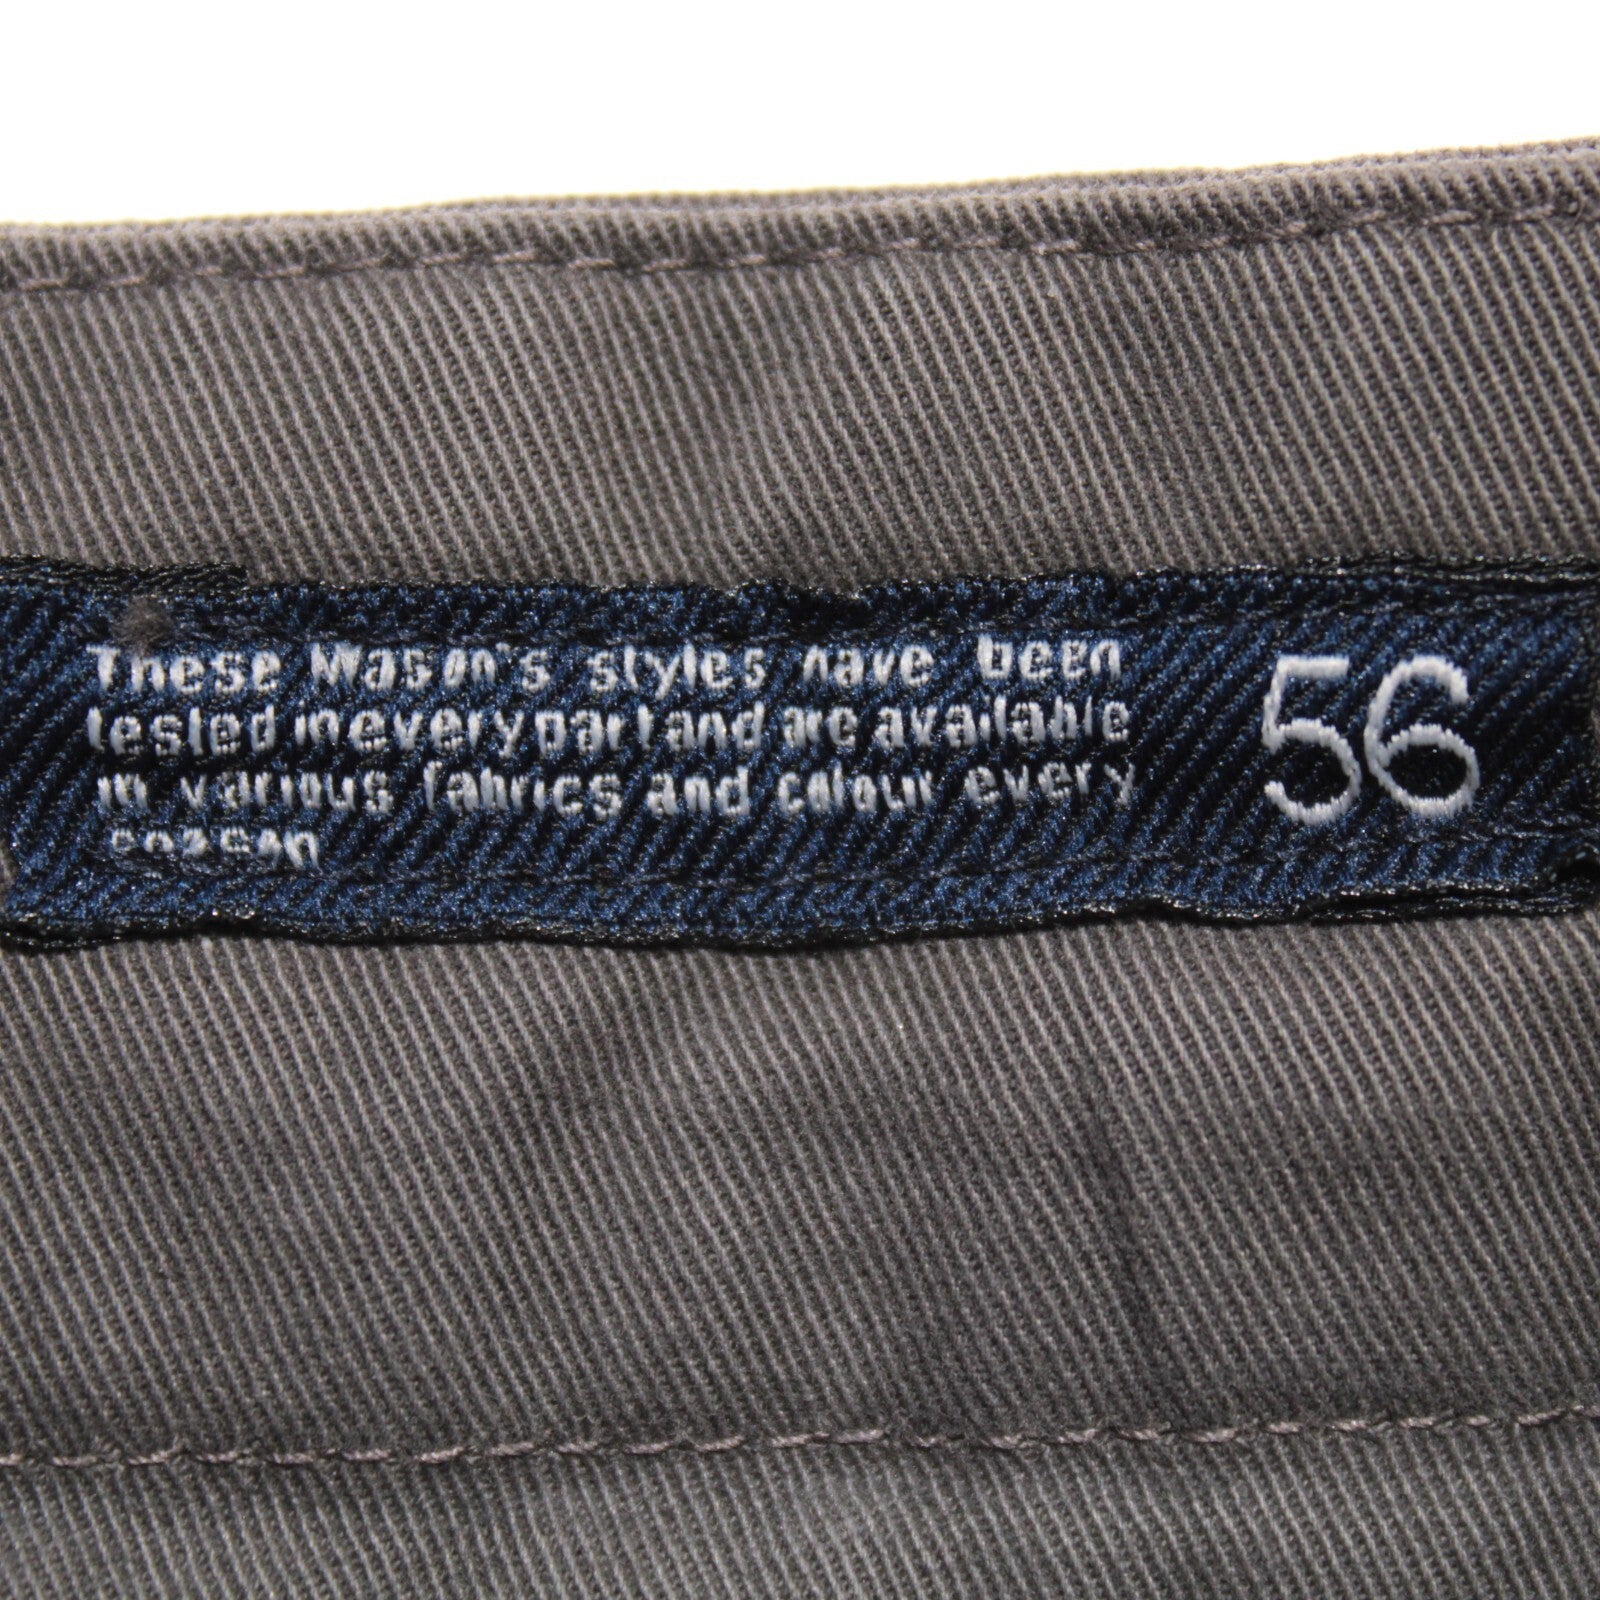 These Mason's styles have been
tested in every part and are available
in various fabrics and colour every
season
56